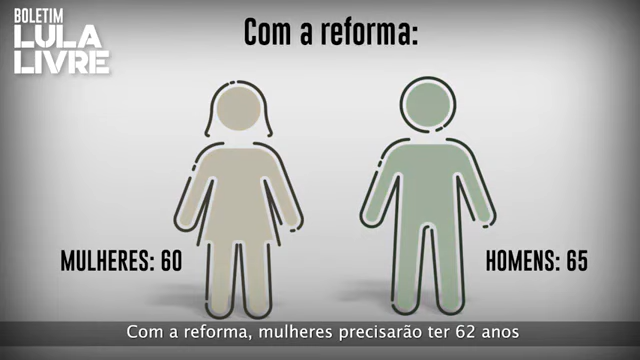 BOLETIM
LULA
LIVRE
Com a reforma:
MULHERES: 60
HOMENS: 65
Com a reforma, mulheres precisarão ter 62 anos